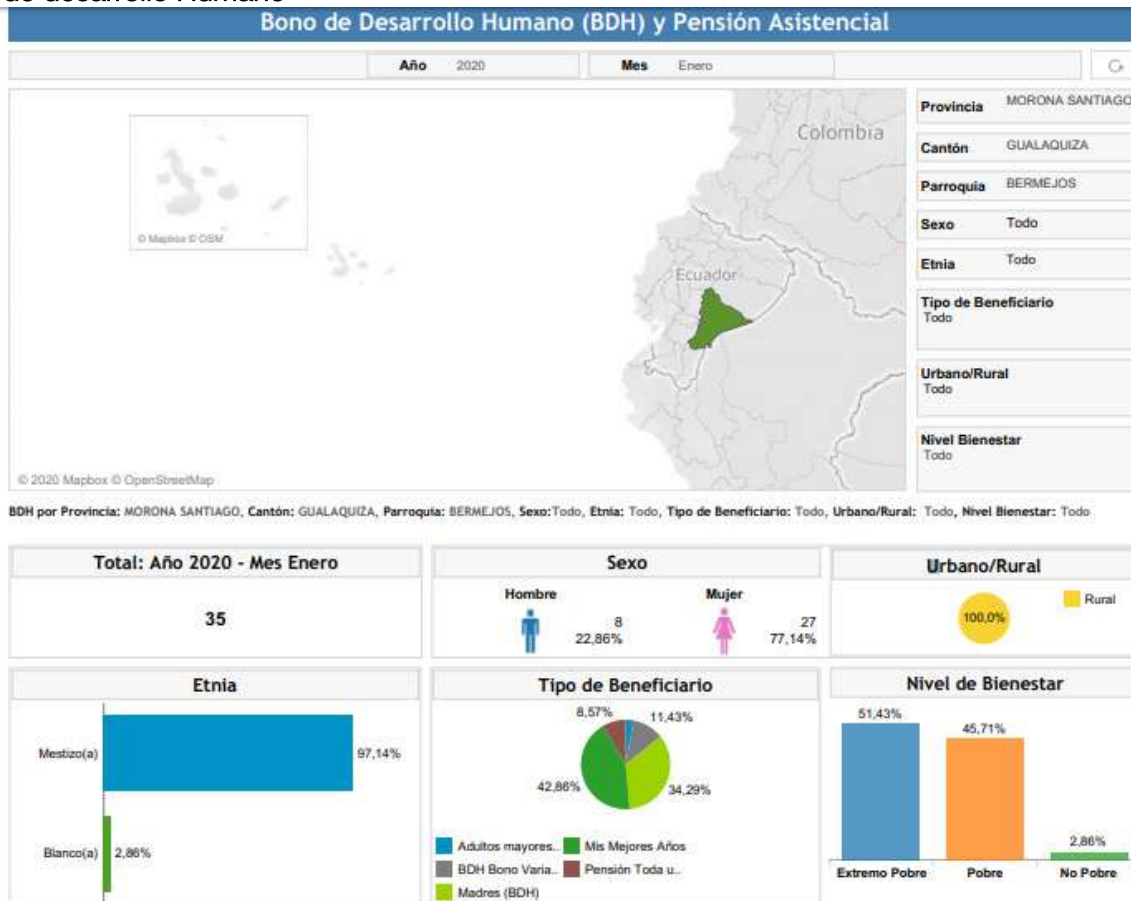 de desarrollo Humano
Bono de Desarrollo Humano (BDH) y Pensión Asistencial
Año 2020 Mes Enero
Provincia MORONA SANTIAGO
Cantón GUALAQUIZA
Parroquia BERMEJOS
Sexo Todo
Etnia Todo
Tipo de Beneficiario
Todo
Urbano/Rural
Todo
Nivel Bienestar
Todo
Colombia
Ecuador
© Mapbox © OSM
© 2020 Mapbox © OpenStreetMap
BDH por Provincia: MORONA SANTIAGO, Cantón: GUALAQUIZA, Parroquia: BERMEJOS, Sexo:Todo, Etnia: Todo, Tipo de Beneficiario: Todo, Urbano/Rural: Todo, Nivel Bienestar: Todo
Total: Año 2020 - Mes Enero
35
Sexo
Hombre
8
22,86%
Mujer
27
77,14%
Urbano/Rural
100,0%
Rural
Etnia
Mestizo(a) 97,14%
Blanco(a) 2,86%
Tipo de Beneficiario
8,57% 11,43%
42,86% 34,29%
Adultos mayores.. Mis Mejores Años
BDH Bono Varia.. Pensión Toda u..
Madres (BDH)
Nivel de Bienestar
51,43%
45,71%
2,86%
Extremo Pobre Pobre No Pobre